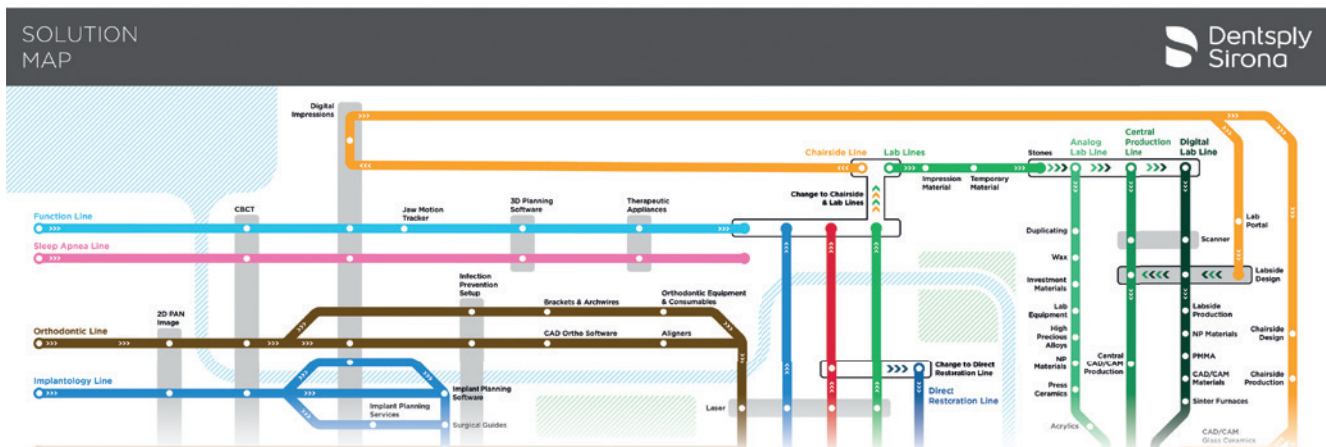 SOLUTION
MAP
Dentsply
Sirona
Digital
Impressions
Chairside Line
Lab Lines
Stones
Analog
Lab Line
Central
Production
Line
Digital
Lab Line
Impression
Material
Temporary
Material
Change to Chairside
& Lab Lines
Function Line
CBCT
Jaw Motion
Tracker
3D Planning
Software
Therapeutic
Appliances
Sleep Apnea Line
Lab
Portal
Duplicating
Scanner
Wax
Labside
Design
Investment
Materials
Infection
Prevention
Setup
Brackets & Archwires
Orthodontic Equipment
& Consumables
2D PAN
Image
Orthodontic Line
CAD Ortho Software
Aligners
Lab
Equipment
Labside
Production
High
Precious
Alloys
NP Materials
Chairside
Design
NP
Materials
Central
CAD/CAM
Production
PMMA
Change to Direct
Restoration Line
Direct
Restoration Line
CAD/CAM
Materials
Chairside
Production
Implantology Line
Implant Planning
Software
Press
Ceramics
Sinter Furnaces
Implant Planning
Services
Laser
Surgical Guides
Acrylics
CAD/CAM
Glass Ceramics